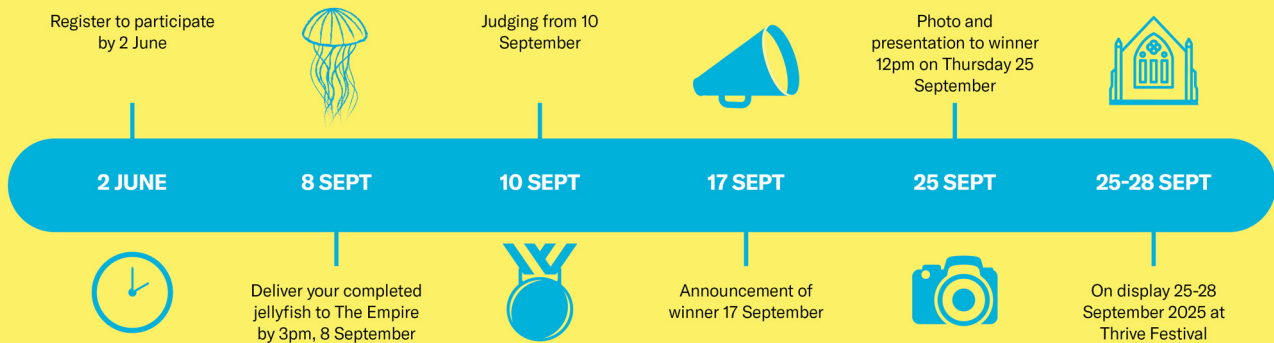 Register to participate
by 2 June
Judging from 10
September
Photo and
presentation to winner
12pm on Thursday 25
September
2 JUNE
8 SEPT
10 SEPT
17 SEPT
25 SEPT
25-28 SEPT
Deliver your completed
jellyfish to The Empire
by 3pm, 8 September
Announcement of
winner 17 September
On display 25-28
September 2025 at
Thrive Festival